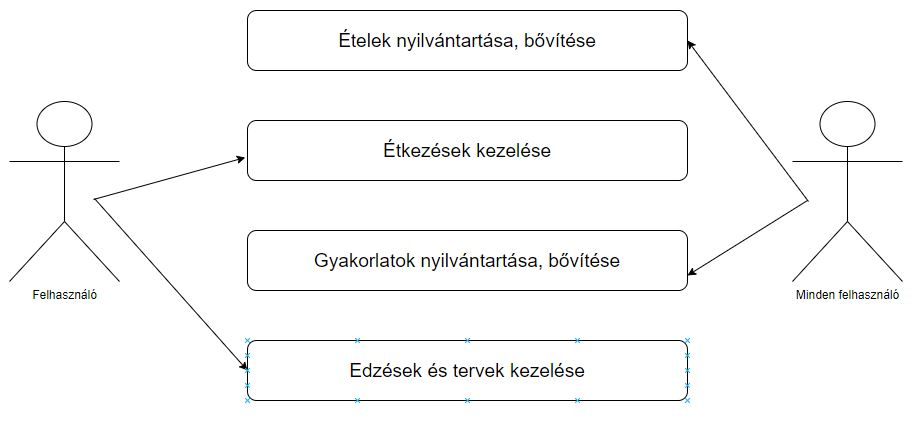 Ételek nyilvántartása, bővítése
Étkezések kezelése
Gyakorlatok nyilvántartása, bővítése
Felhasználó
Minden felhasználó
Edzések és tervek kezelése